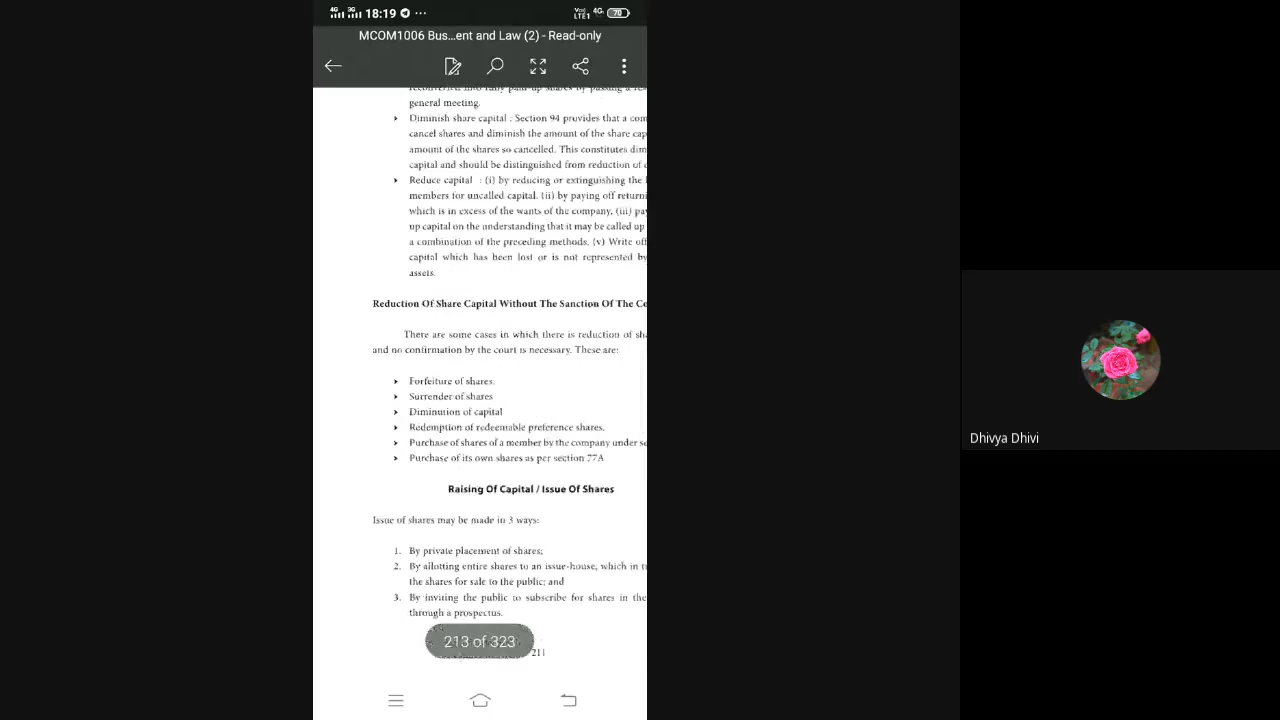 4G 3G 18:19 ... LTE1 4G 70
MCOM1006 Bus...ent and Law (2) - Read-only
general meeting.
Diminish share capital : Section 94 provides that a com
cancel shares and diminish the amount of the share cap
amount of the shares so cancelled. This constitutes dim
capital and should be distinguished from reduction of
Reduce capital : (i) by reducing or extinguishing the
members for uncalled capital. (ii) by paying off returni
which is in excess of the wants of the company, (iii) pay
up capital on the understanding that it may be called up
a combination of the preceding methods. (v) Write off
capital which has been lost or is not represented by
assets.
Reduction Of Share Capital Without The Sanction Of The Co
There are some cases in which there is reduction of sha
and no confirmation by the court is necessary. These are:
Forfeiture of shares.
Surrender of shares
Diminution of capital
Redemption of redeemable preference shares.
Purchase of shares of a member by the company under se
Purchase of its own shares as per section 77A
Raising Of Capital / Issue Of Shares
Issue of shares may be made in 3 ways:
1. By private placement of shares;
2. By allotting entire shares to an issue-house, which in t
the shares for sale to the public; and
3. By inviting the public to subscribe for shares in the
through a prospectus.
213 of 323
211
Dhivya Dhivi